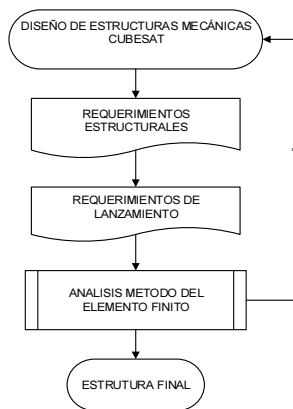 DISEÑO DE ESTRUCTURAS MECÁNICAS
CUBESAT
REQUERIMIENTOS
ESTRUCTURALES
REQUERIMIENTOS DE
LANZAMIENTO
ANALISIS METODO DEL
ELEMENTO FINITO
ESTRUTURA FINAL